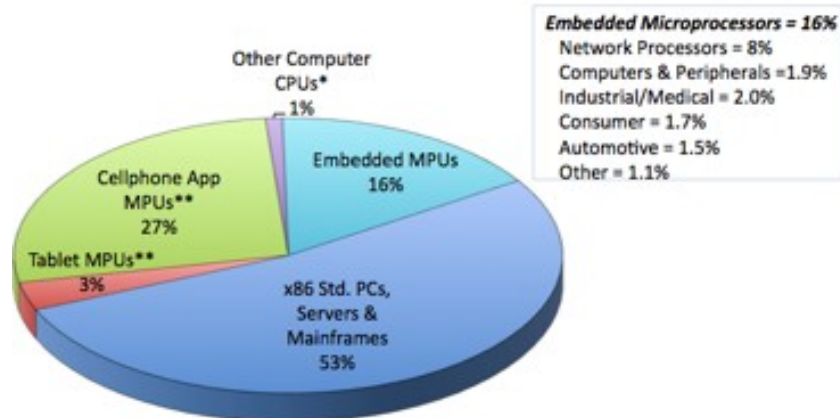 Embedded Microprocessors = 16%
Network Processors = 8%
Computers & Peripherals =1.9%
Industrial/Medical = 2.0%
Consumer = 1.7%
Automotive = 1.5%
Other = 1.1%
Other Computer
CPUs*
1%
Embedded MPUs
16%
Cellphone App
MPUs**
27%
Tablet MPUs**
3%
x86 Std. PCs,
Servers &
Mainframes
53%